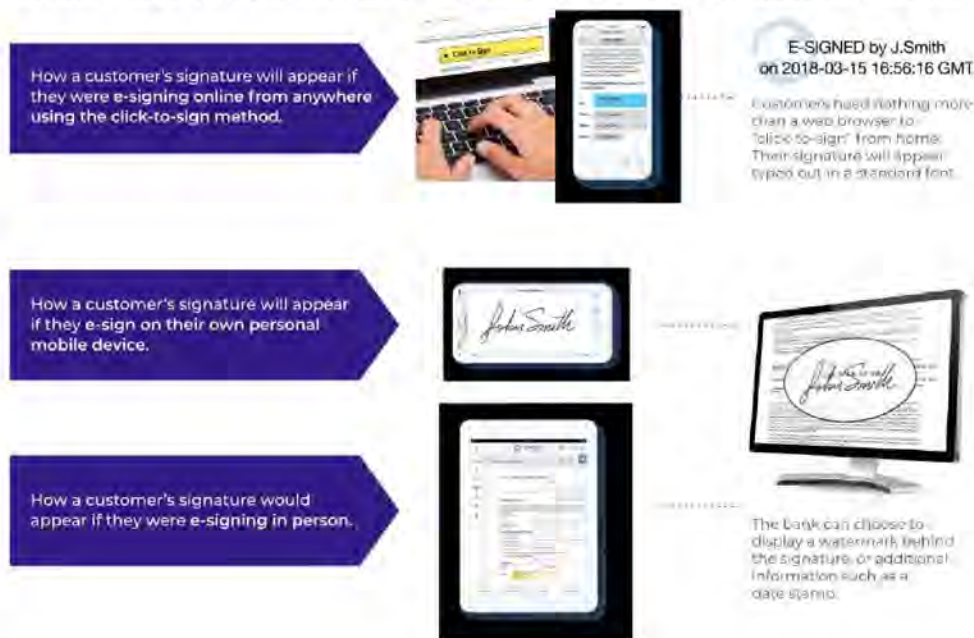 How a customer's signature will appear if
they were e-signing online from anywhere
using the click-to-sign method.
Click to Sign
E-SIGNED by J.Smith
on 2018-03-15 16:56:16 GMT
Customers need nothing more
than a web browser to
"click-to-sign" from home.
Their signature will appear
typed out in a standard font.
How a customer's signature will appear
if they e-sign on their own personal
mobile device.
John Smith
John Smith
How a customer's signature would
appear if they were e-signing in person.
The bank can choose to
display a watermark behind
the signature, or additional
information such as a
date stamp.